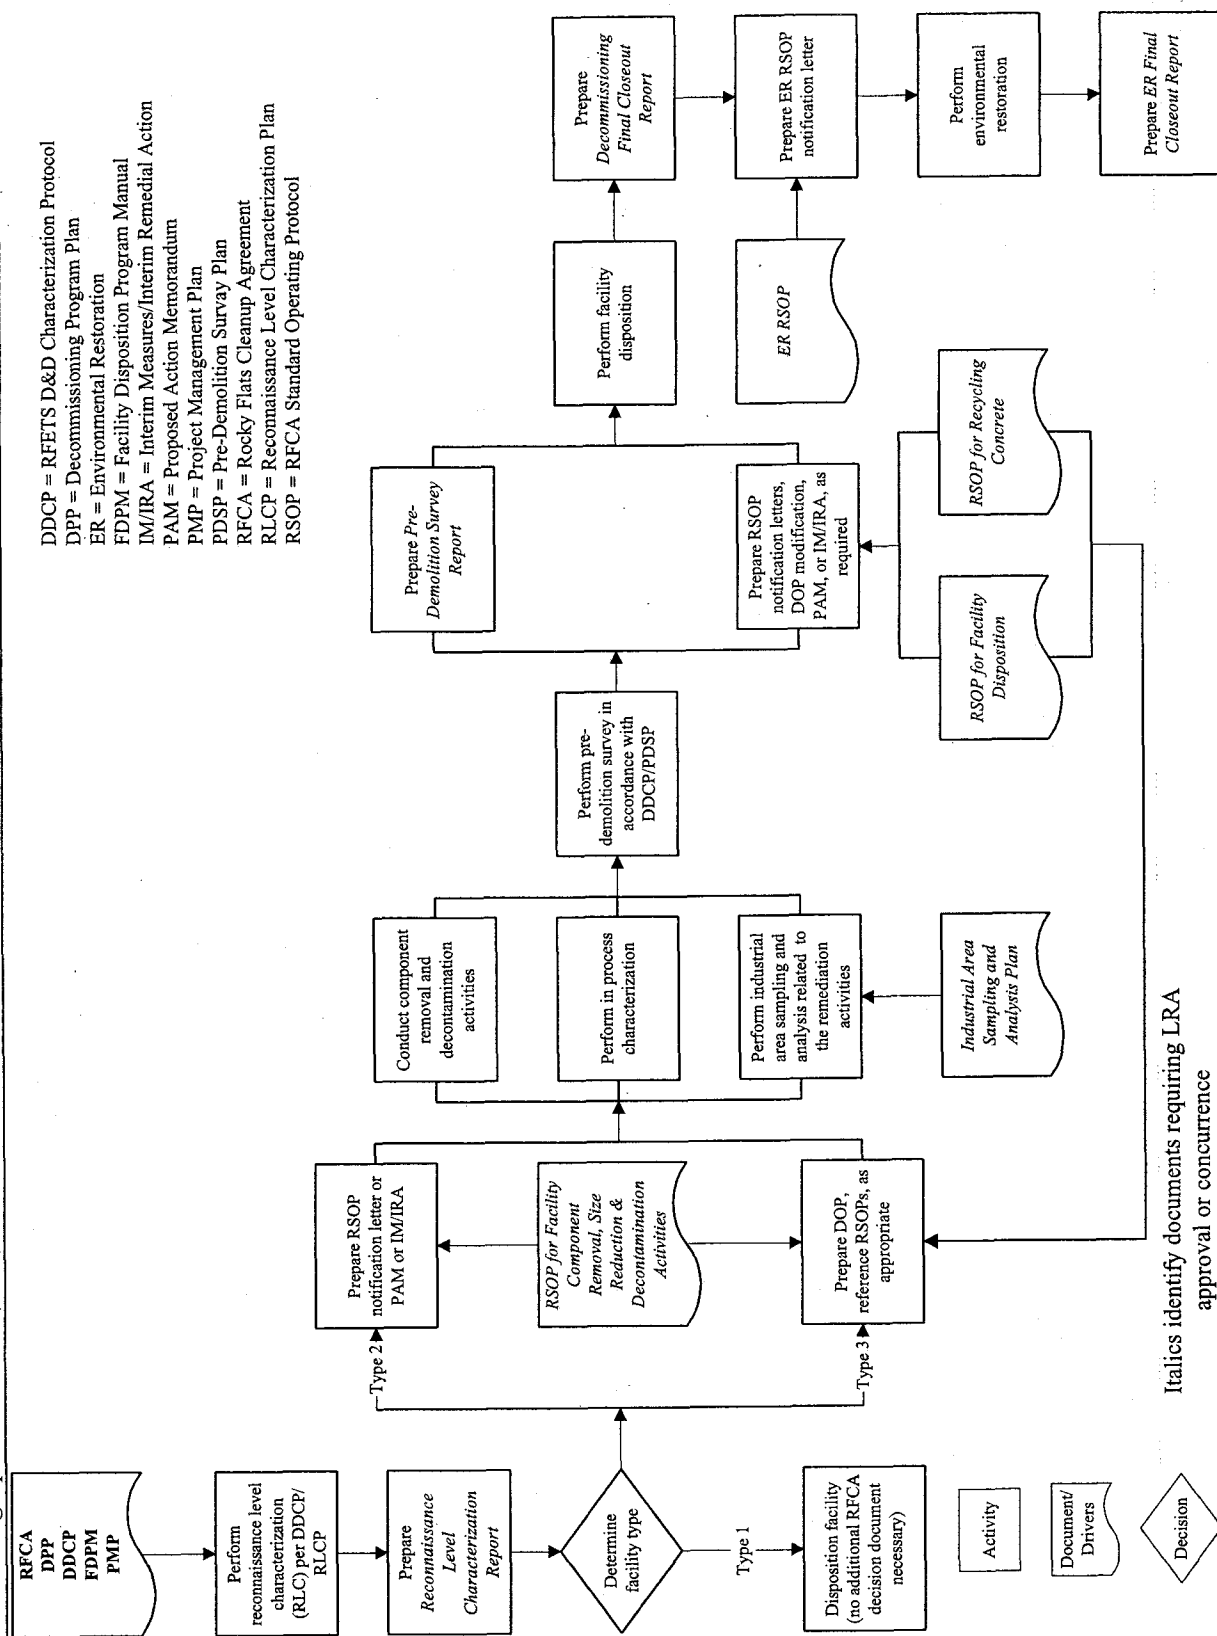 RFCA
DPP
DDCP
FDPM
PMP
Perform
reconnaissance level
characterization
(RLC) per DDCP/
RLCP
Prepare
Reconnaissance
Level
Characterization
Report
Determine
facility type
Type 1
Disposition facility
(no additional RFCA
decision document
necessary)
Type 2
Type 3
Prepare RSOP
notification letter or
PAM or IM/IRA
RSOP for Facility
Component
Removal, Size
Reduction &
Decontamination
Activities
Prepare DOP,
reference RSOPs, as
appropriate
Conduct component
removal and
decontamination
activities
Perform in process
characterization
Perform industrial
area sampling and
analysis related to
the remediation
activities
Industrial Area
Sampling and
Analysis Plan
Perform pre-
demolition survey in
accordance with
DDCP/PDSP
Prepare Pre-
Demolition Survey
Report
Prepare RSOP
notification letters,
DOP modification,
PAM, or IM/IRA, as
required
RSOP for Facility
Disposition
RSOP for Recycling
Concrete
Perform facility
disposition
ER RSOP
Prepare
Decommissioning
Final Closeout
Report
Prepare ER RSOP
notification letter
Perform
environmental
restoration
Prepare ER Final
Closeout Report
DDCP = RFETS D&D Characterization Protocol
DPP = Decommissioning Program Plan
ER = Environmental Restoration
FDPM = Facility Disposition Program Manual
IM/IRA = Interim Measures/Interim Remedial Action
PAM = Proposed Action Memorandum
PMP = Project Management Plan
PDSP = Pre-Demolition Survay Plan
RFCA = Rocky Flats Cleanup Agreement
RLCP = Reconnaissance Level Characterization Plan
RSOP = RFCA Standard Operating Protocol
Activity
Document/
Drivers
Decision
Italics identify documents requiring LRA
approval or concurrence